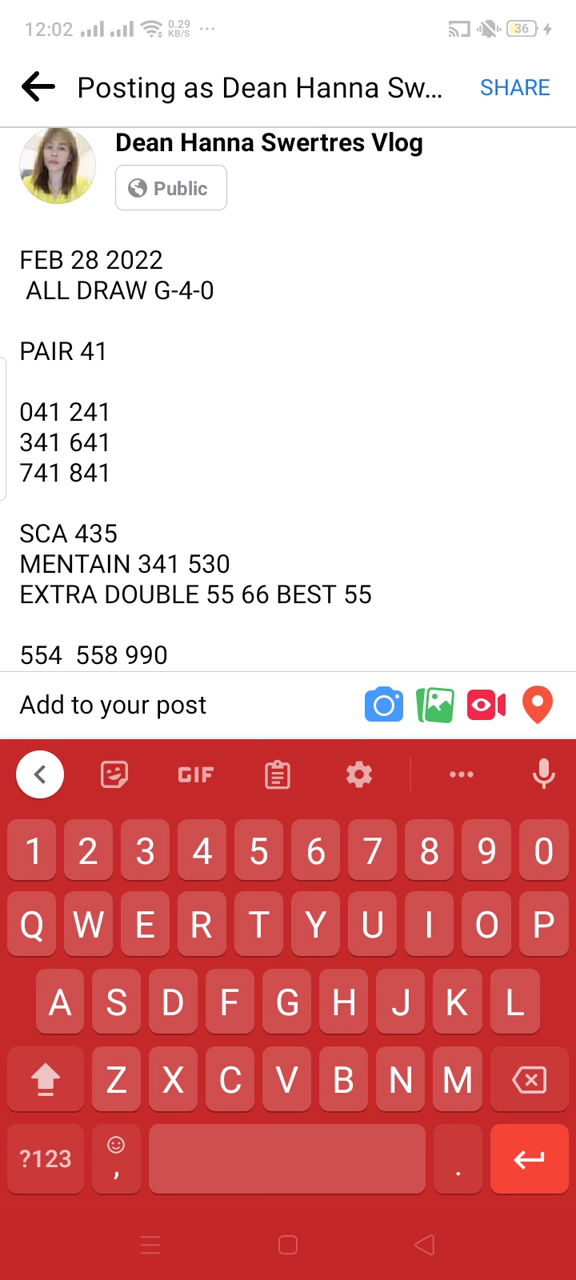 12:02 0.29 KB/S ... 36
Posting as Dean Hanna Sw... SHARE
Dean Hanna Swertres Vlog
Public
FEB 28 2022
ALL DRAW G-4-0
PAIR 41
041 241
341 641
741 841
SCA 435
MENTAIN 341 530
EXTRA DOUBLE 55 66 BEST 55
554 558 990
Add to your post
GIF
1 2 3 4 5 6 7 8 9 0
Q W E R T Y U I O P
A S D F G H J K L
Z X C V B N M
?123 , .